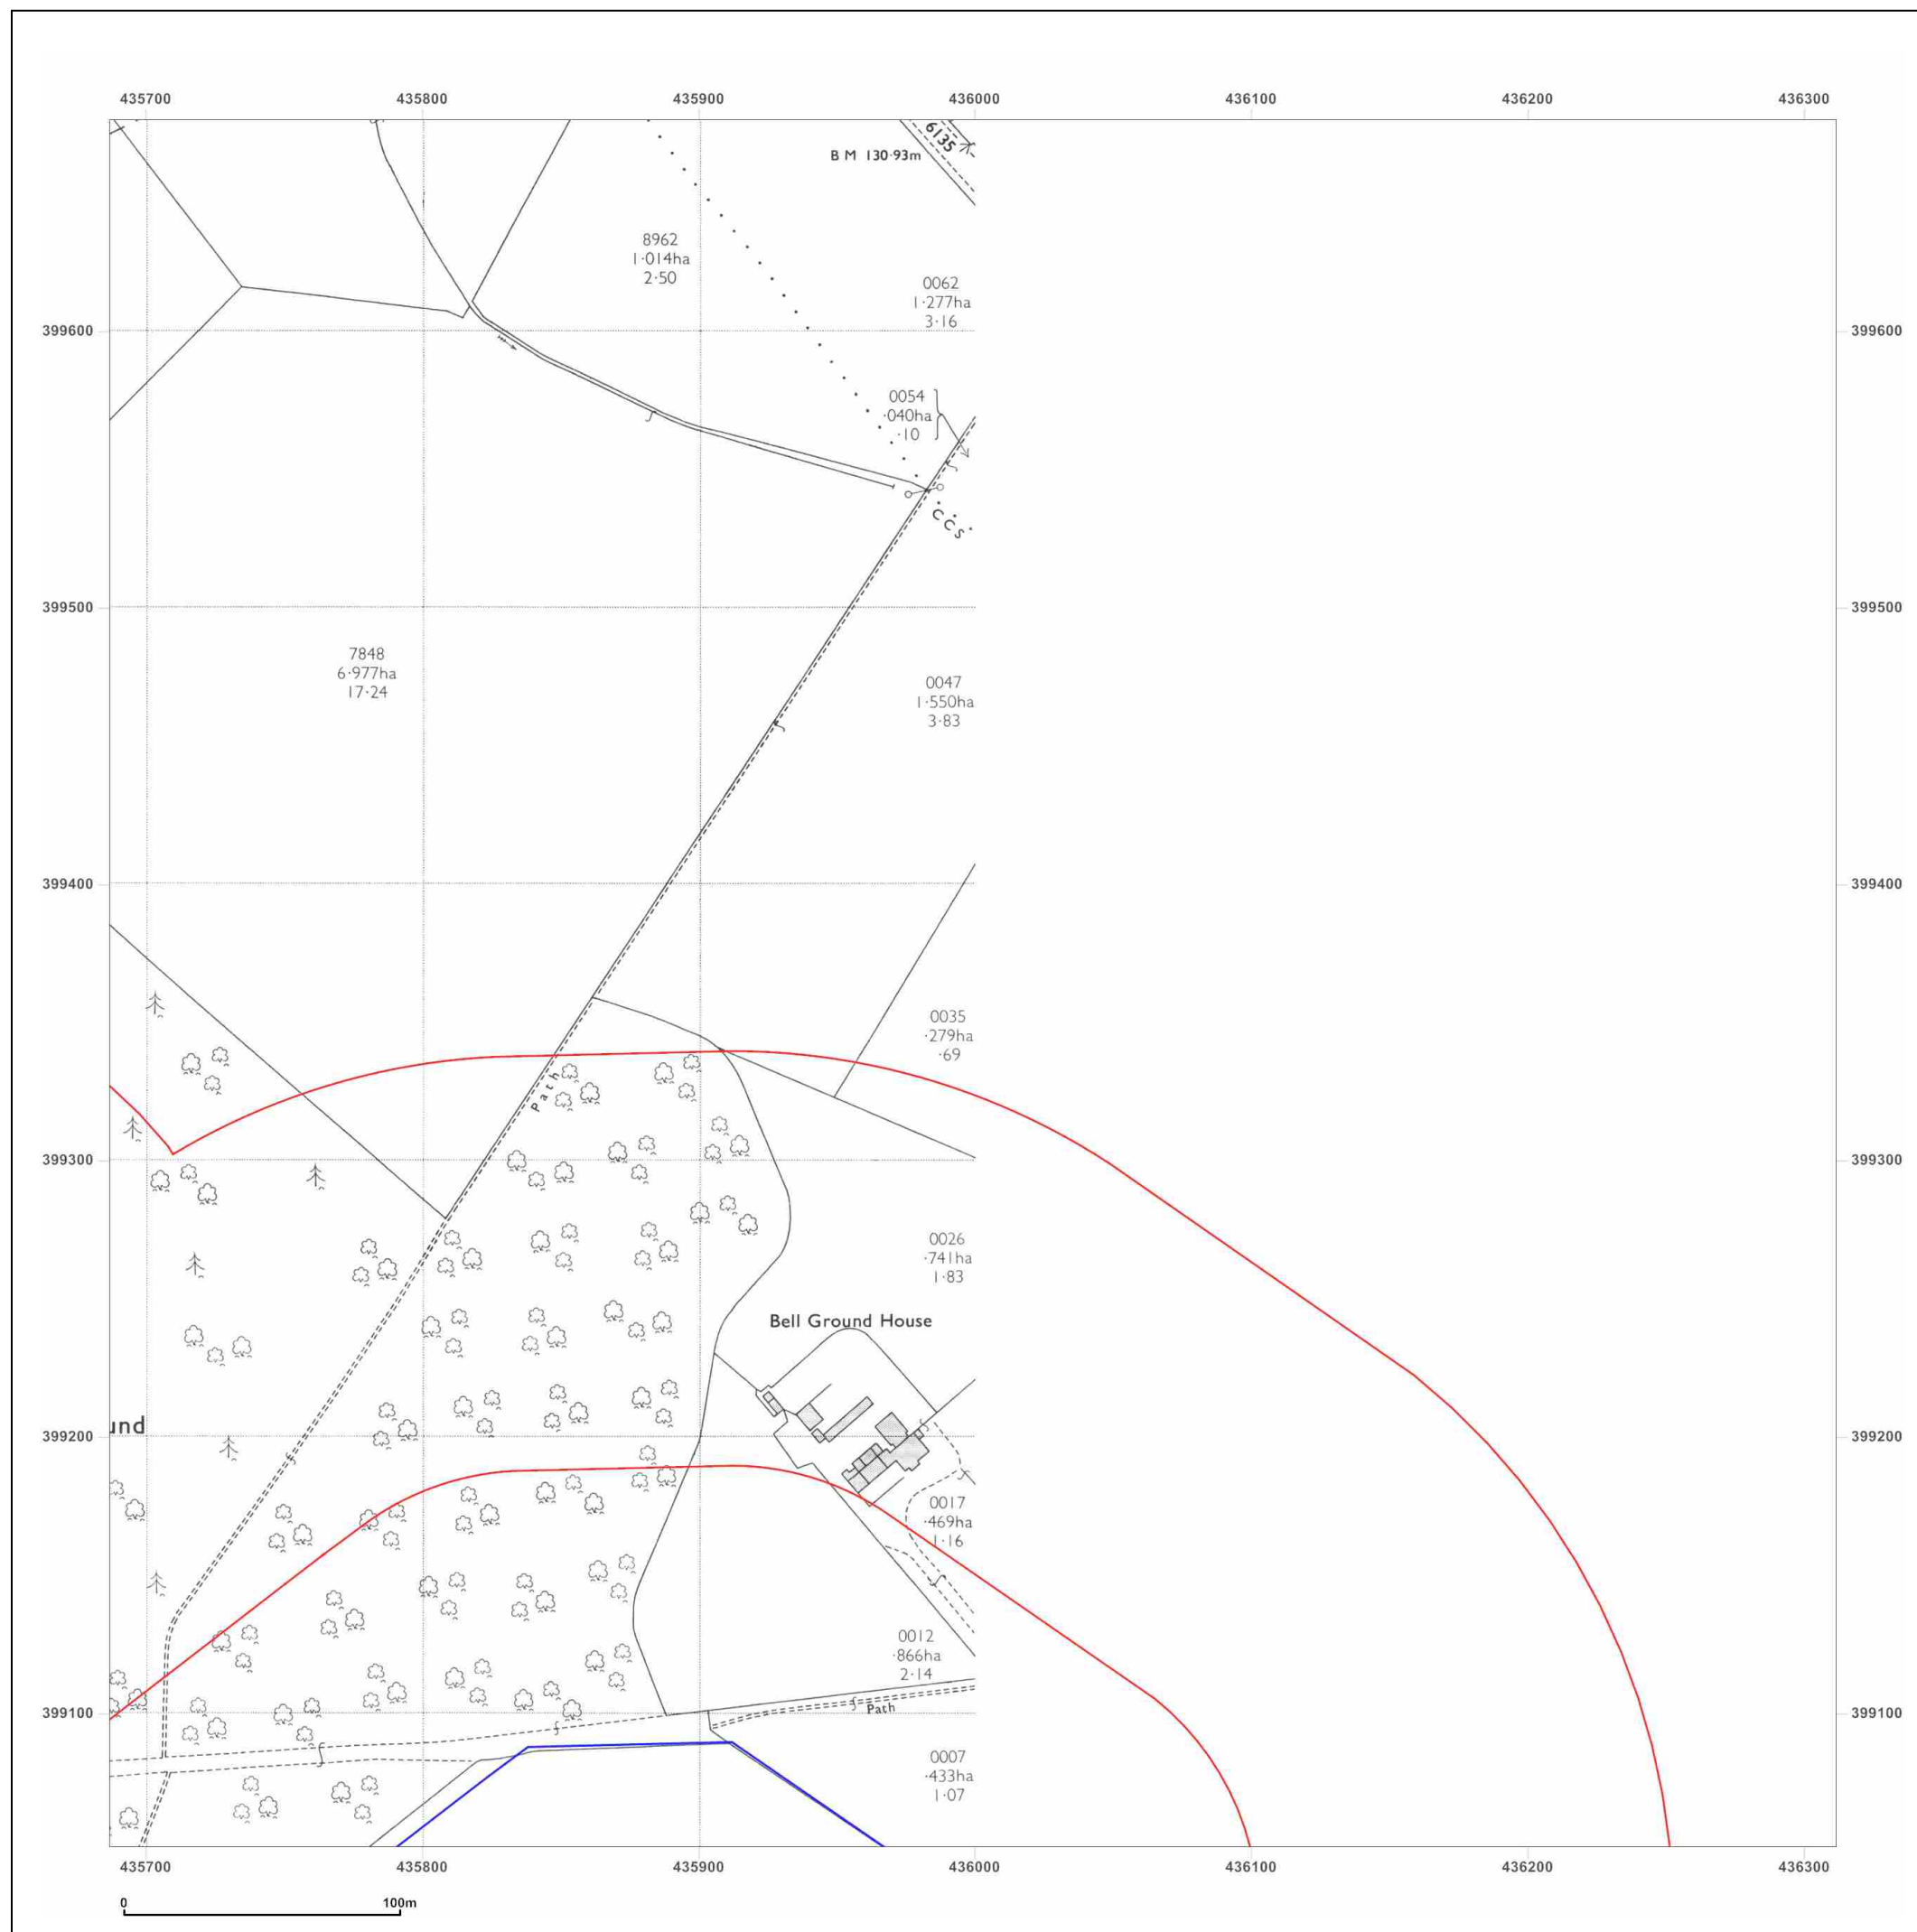 435700 435800 435900 436000 436100 436200 436300
6135
B M 130·93m
8962
1·014ha
2·50
0062
1·277ha
3·16
399600 399600
0054
·040ha
·10
C C S
399500 399500
7848
6·977ha
17·24
0047
1·550ha
3·83
399400 399400
0035
·279ha
·69
Path
399300 399300
0026
·741ha
1·83
Bell Ground House
und
399200 399200
0017
·469ha
1·16
0012
·866ha
2·14
Path
399100 399100
0007
·433ha
1·07
435700 435800 435900 436000 436100 436200 436300
0 100m